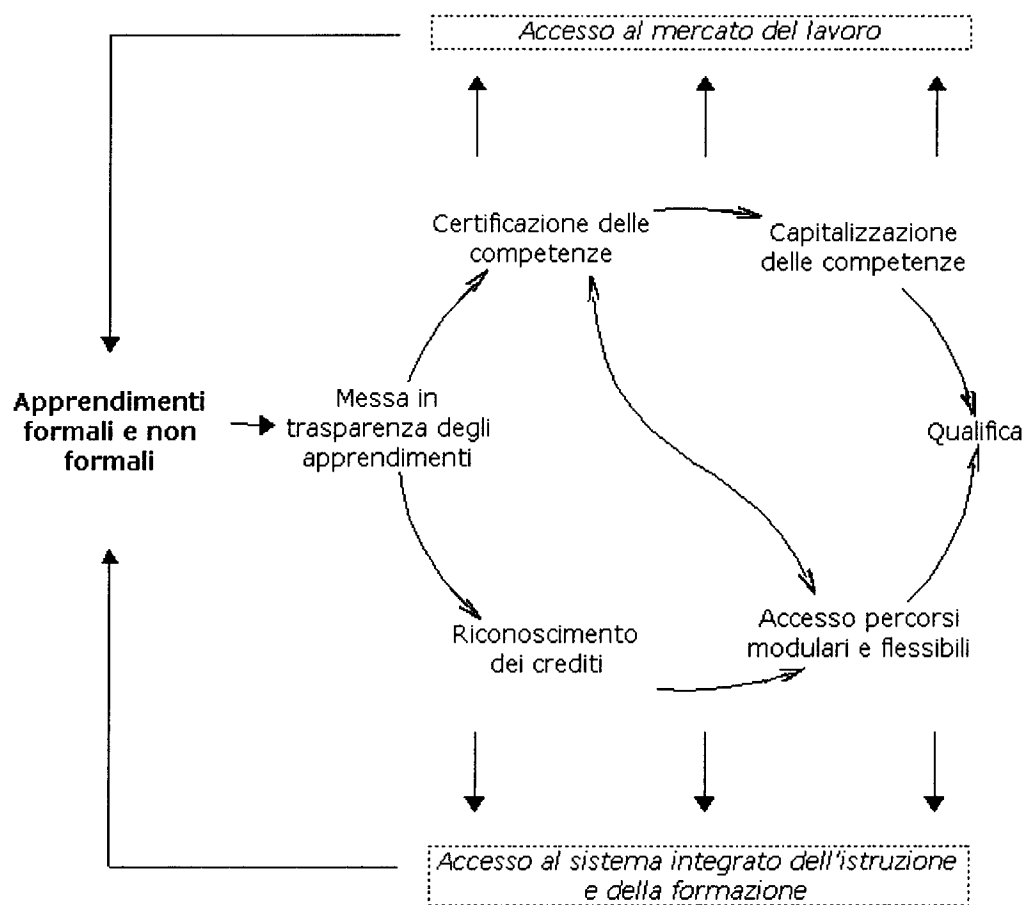 Accesso al mercato del lavoro
Certificazione delle
competenze
Capitalizzazione
delle competenze
Apprendimenti
formali e non
formali
Messa in
trasparenza degli
apprendimenti
Qualifica
Riconoscimento
dei crediti
Accesso percorsi
modulari e flessibili
Accesso al sistema integrato dell'istruzione
e della formazione